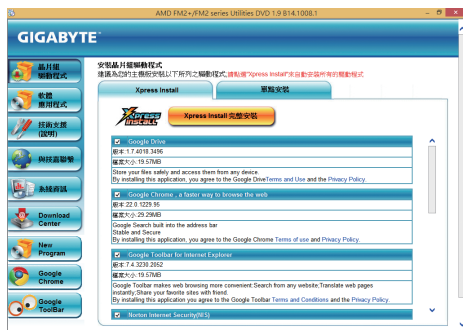 AMD FM2+/FM2 series Utilities DVD 1.9 B14.1008.1
GIGABYTE™
晶片組
驅動程式
軟體
應用程式
技術支援
(說明)
與技嘉聯繫
系統資訊
Download
Center
New
Program
Google
Chrome
Google
ToolBar
安裝晶片組驅動程式
建議為您的主機板安裝以下所列之驅動程式,請點選"Xpress Install"來自動安裝所有的驅動程式
Xpress Install
單點安裝
Xpress
INSTALL
Xpress Install 完整安裝
Google Drive
版本:1.7.4018.3496
檔案大小:19.57MB
Store your files safely and access them from any device.
By installing this application, you agree to the Google DriveTerms and Use and the Privacy Policy.
Google Chrome , a faster way to browse the web
版本:22.0.1229.95
檔案大小:29.29MB
Google Search built into the address bar
Stable and Secure
By installing this application, you agree to the Google Chrome Terms of use and Privacy Policy.
Google Toolbar for Internet Explorer
版本:7.4.3230.2052
檔案大小:19.57MB
Google Toolbar makes web browsing more convenient:Search from any website;Translate web pages
instantly;Share your favorite sites with friend.
By installing this application you agree to the Google Toolbar Terms and Conditions and the Privacy Policy.
Norton Internet Security(NIS)